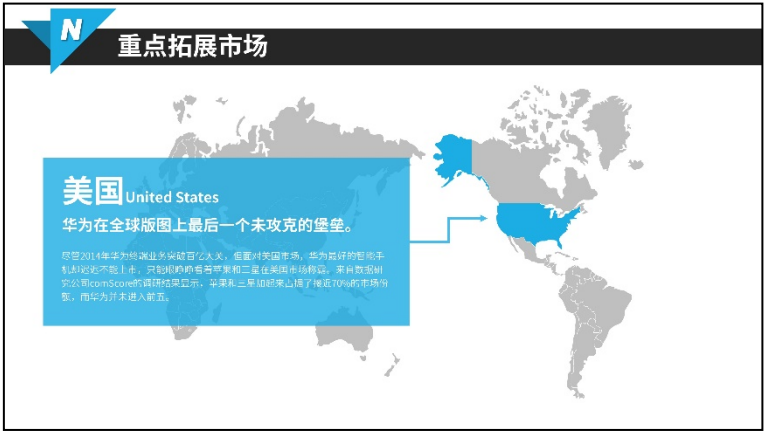 N
重点拓展市场
美国United States
华为在全球版图上最后一个未攻克的堡垒。
尽管2014年华为终端业务突破百亿大关，但面对美国市场，华为最好的智能手
机却迟迟不能上市，只能眼睁睁看着苹果和三星在美国市场称霸。来自数据研
究公司comScore的调研结果显示，苹果和三星加起来占据了接近70%的市场份
额，而华为并未进入前五。